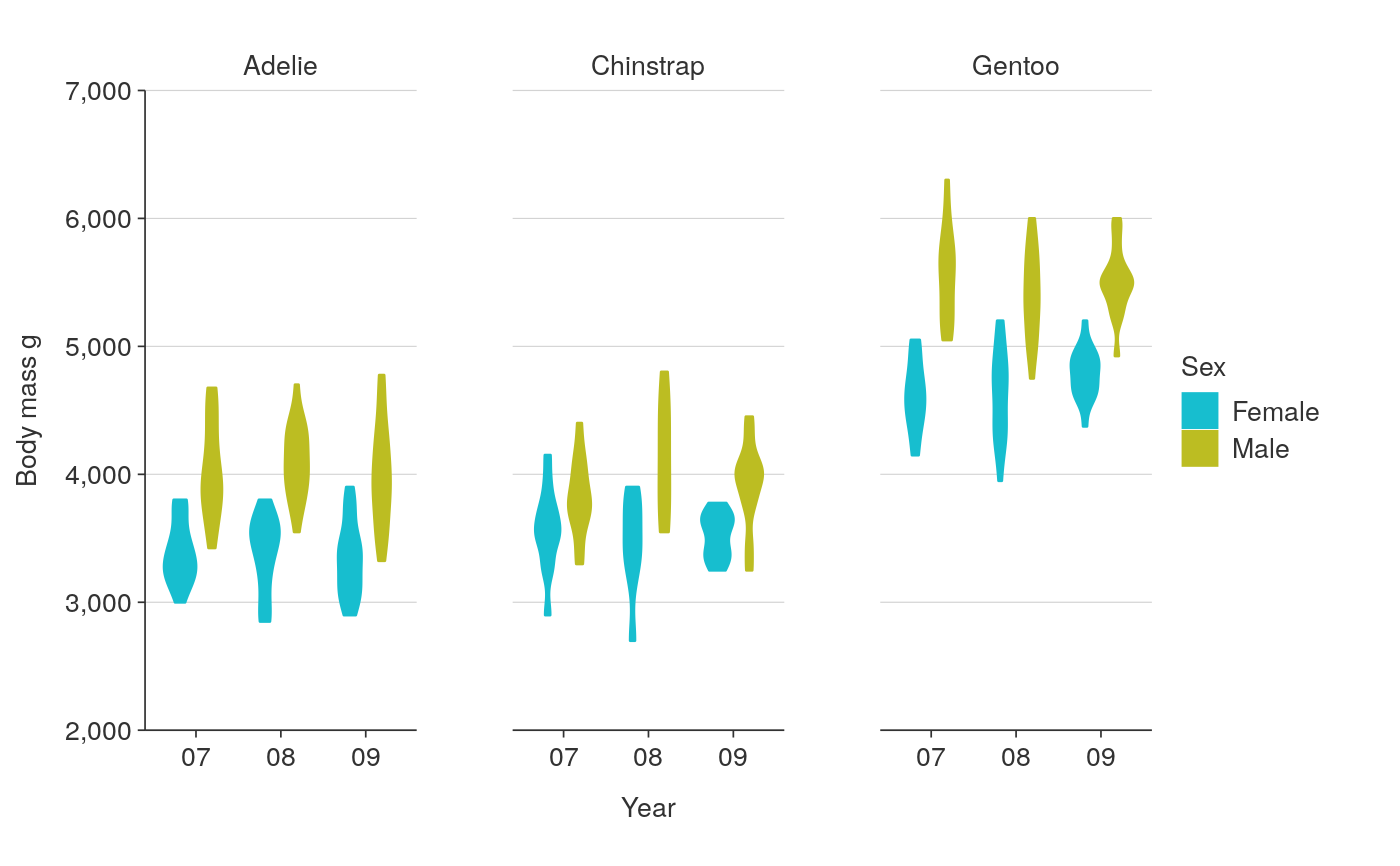 Adelie
Chinstrap
Gentoo
7,000
6,000
5,000
4,000
3,000
2,000
Body mass g
07
08
09
07
08
09
07
08
09
Year
Sex
Female
Male